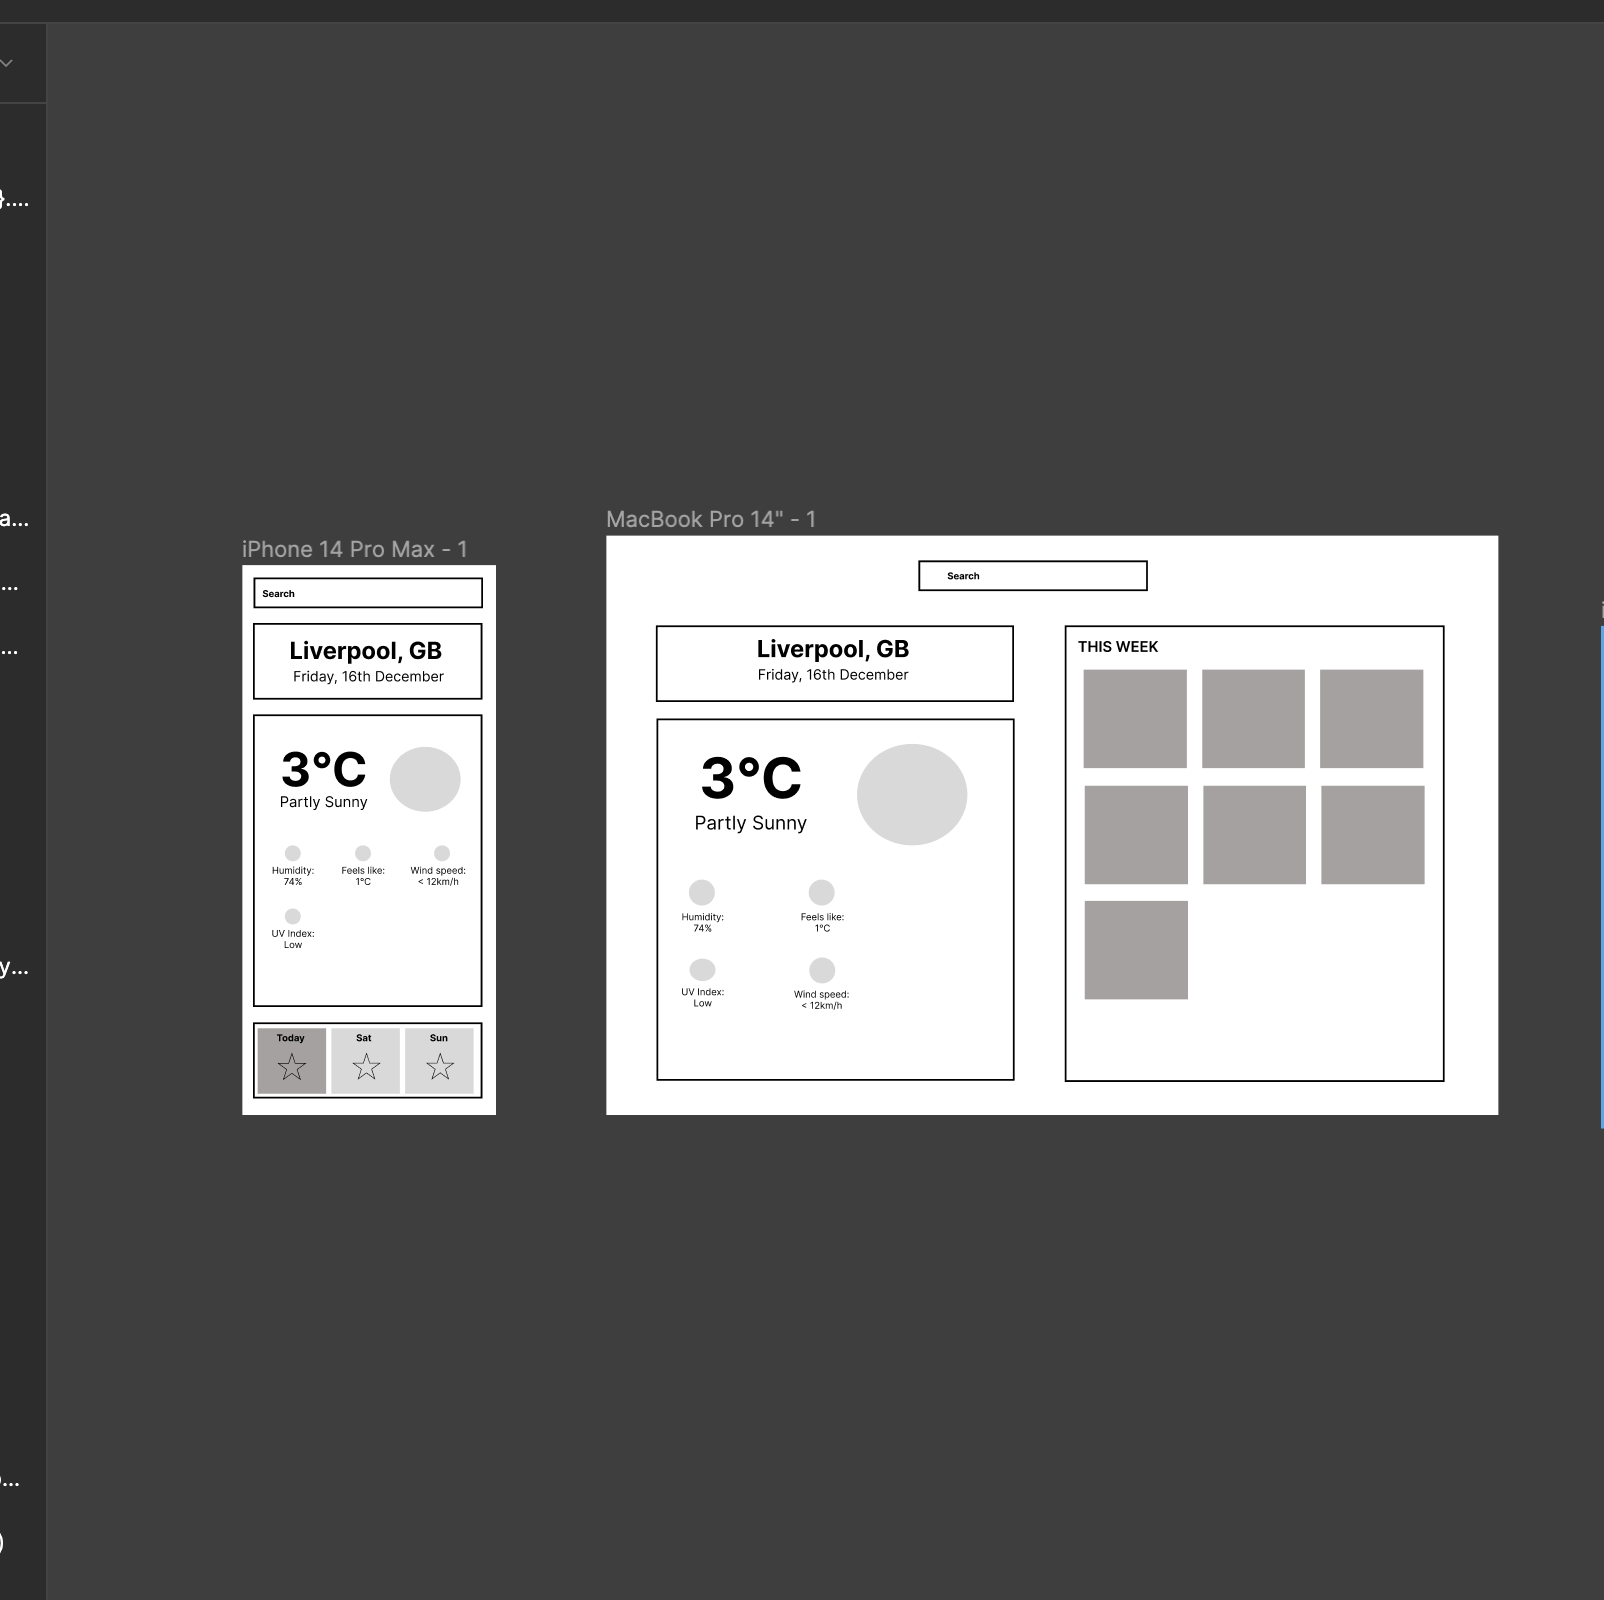 }....
a...
...
...
y...
...
)
iPhone 14 Pro Max - 1
Search
Liverpool, GB
Friday, 16th December
3°C
Partly Sunny
Humidity:
74%
Feels like:
1°C
Wind speed:
< 12km/h
UV Index:
Low
Today
Sat
Sun
MacBook Pro 14" - 1
Search
Liverpool, GB
Friday, 16th December
3°C
Partly Sunny
Humidity:
74%
Feels like:
1°C
UV Index:
Low
Wind speed:
< 12km/h
THIS WEEK